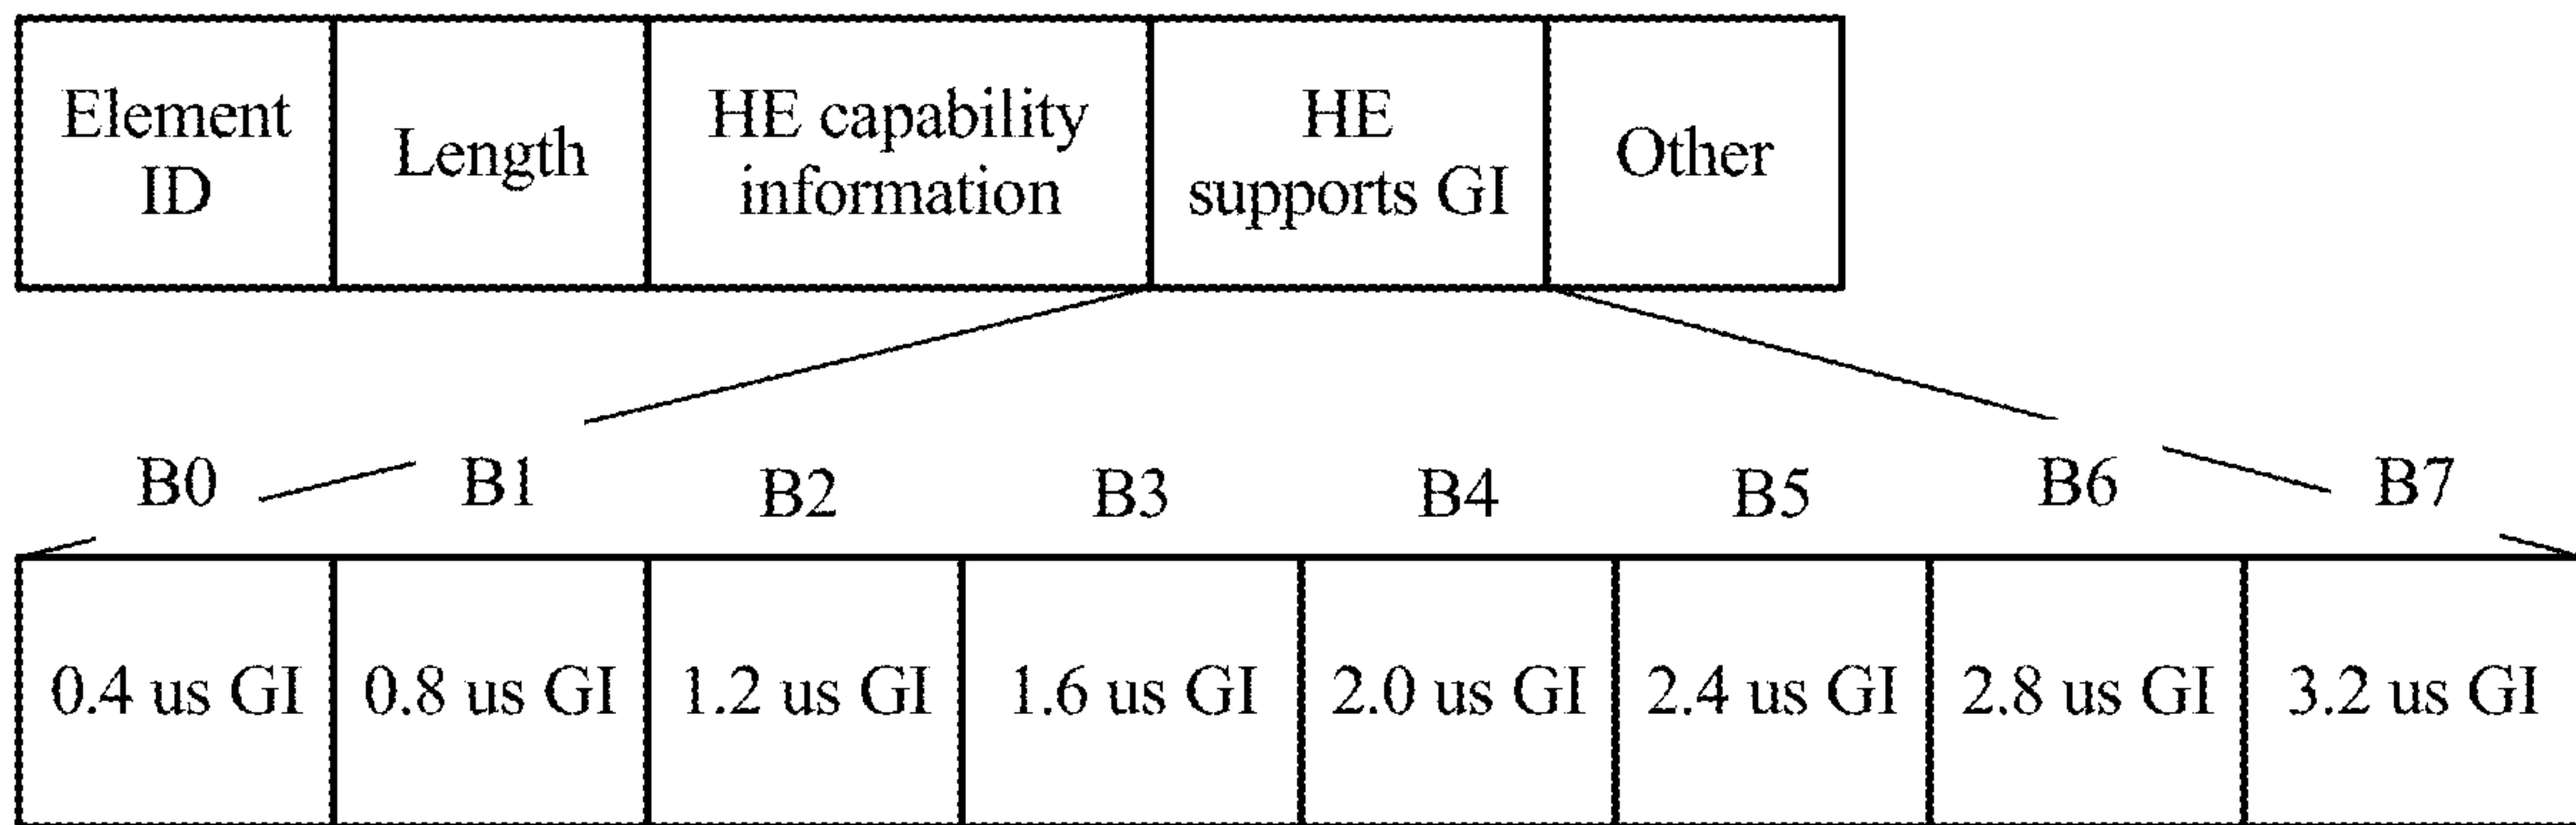 Element
ID
Length
HE capability
information
HE
supports GI
Other
B0
B1
B2
B3
B4
B5
B6
B7
0.4 us GI
0.8 us GI
1.2 us GI
1.6 us GI
2.0 us GI
2.4 us GI
2.8 us GI
3.2 us GI